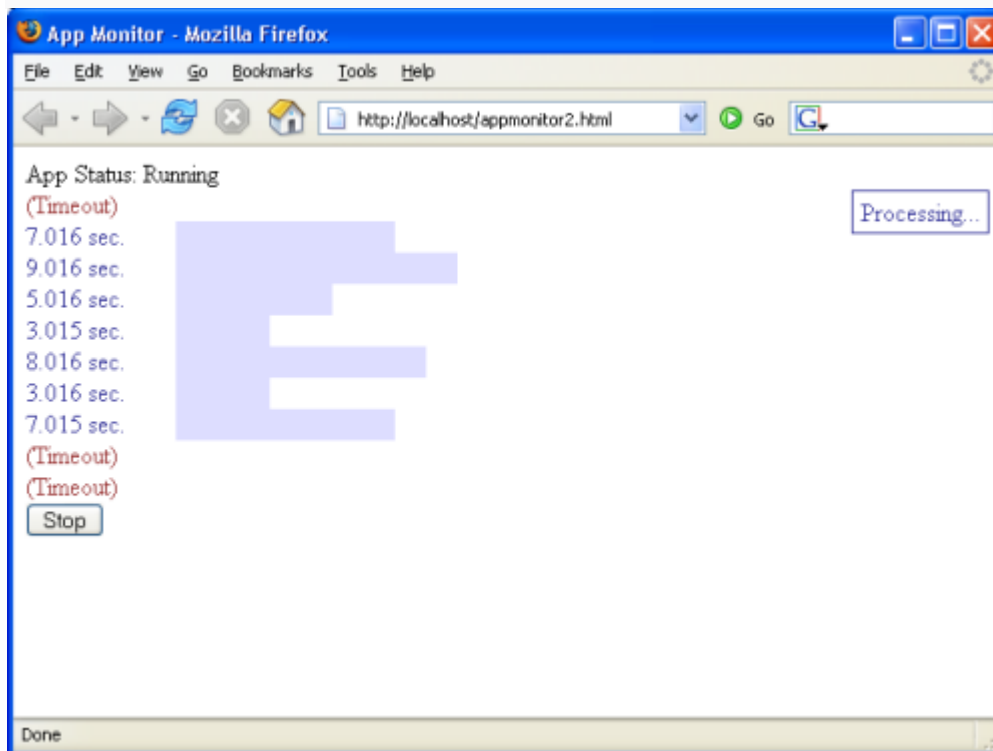 App Monitor - Mozilla Firefox
File Edit View Go Bookmarks Tools Help
http://localhost/appmonitor2.html Go G
App Status: Running
(Timeout)
Processing...
7.016 sec.
9.016 sec.
5.016 sec.
3.015 sec.
8.016 sec.
3.016 sec.
7.015 sec.
(Timeout)
(Timeout)
Stop
Done